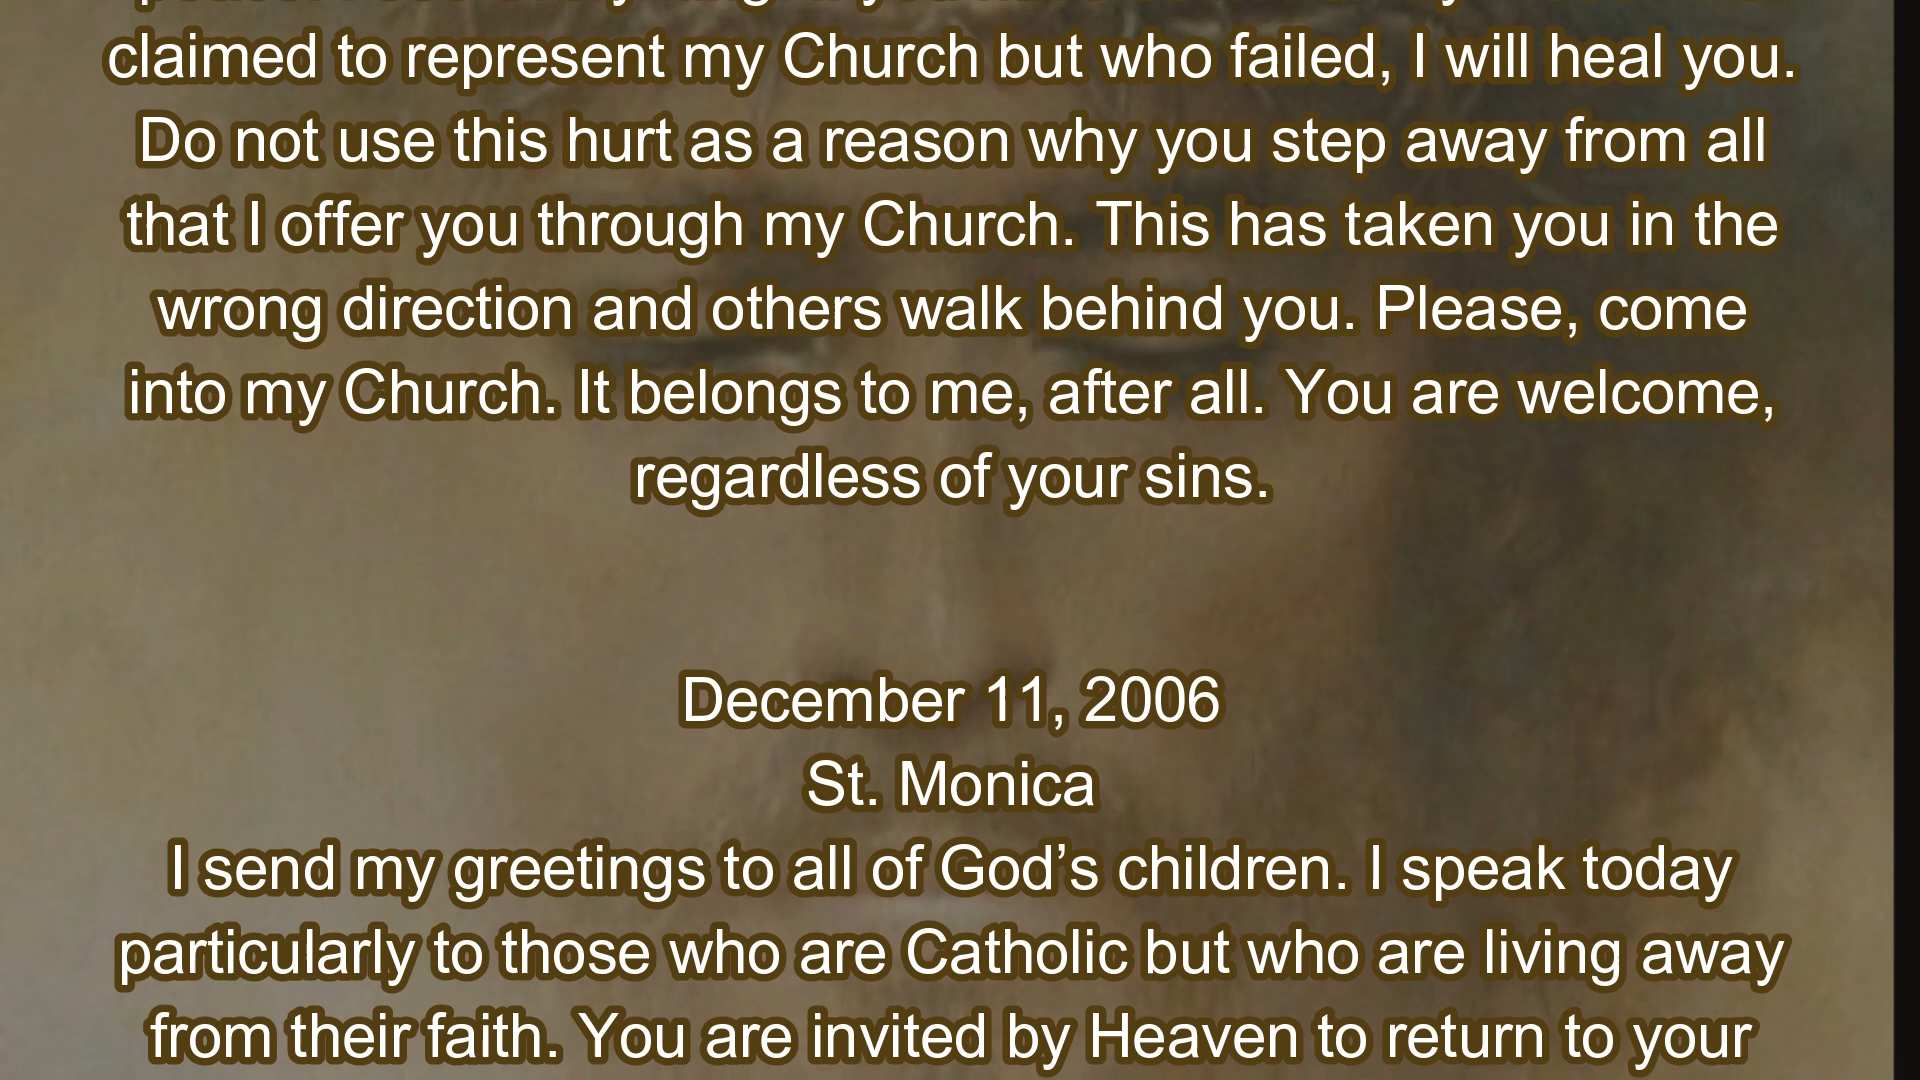 claimed to represent my Church but who failed, I will heal you.
Do not use this hurt as a reason why you step away from all
that I offer you through my Church. This has taken you in the
wrong direction and others walk behind you. Please, come
into my Church. It belongs to me, after all. You are welcome,
regardless of your sins.
December 11, 2006
St. Monica
I send my greetings to all of God’s children. I speak today
particularly to those who are Catholic but who are living away
from their faith. You are invited by Heaven to return to your